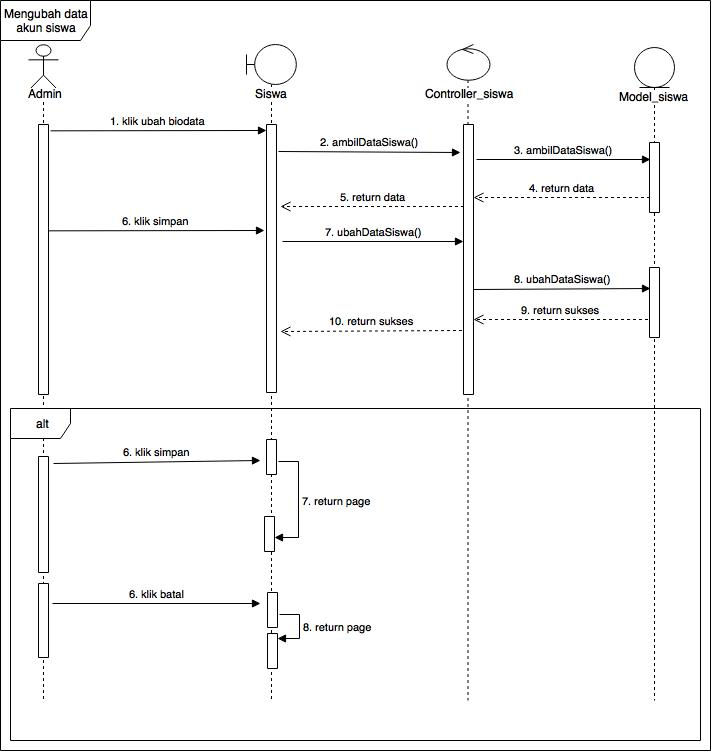 Mengubah data
akun siswa
Admin
Siswa
Controller_siswa
Model_siswa
1. klik ubah biodata
2. ambilDataSiswa()
3. ambilDataSiswa()
4. return data
5. return data
6. klik simpan
7. ubahDataSiswa()
8. ubahDataSiswa()
9. return sukses
10. return sukses
alt
6. klik simpan
7. return page
6. klik batal
8. return page